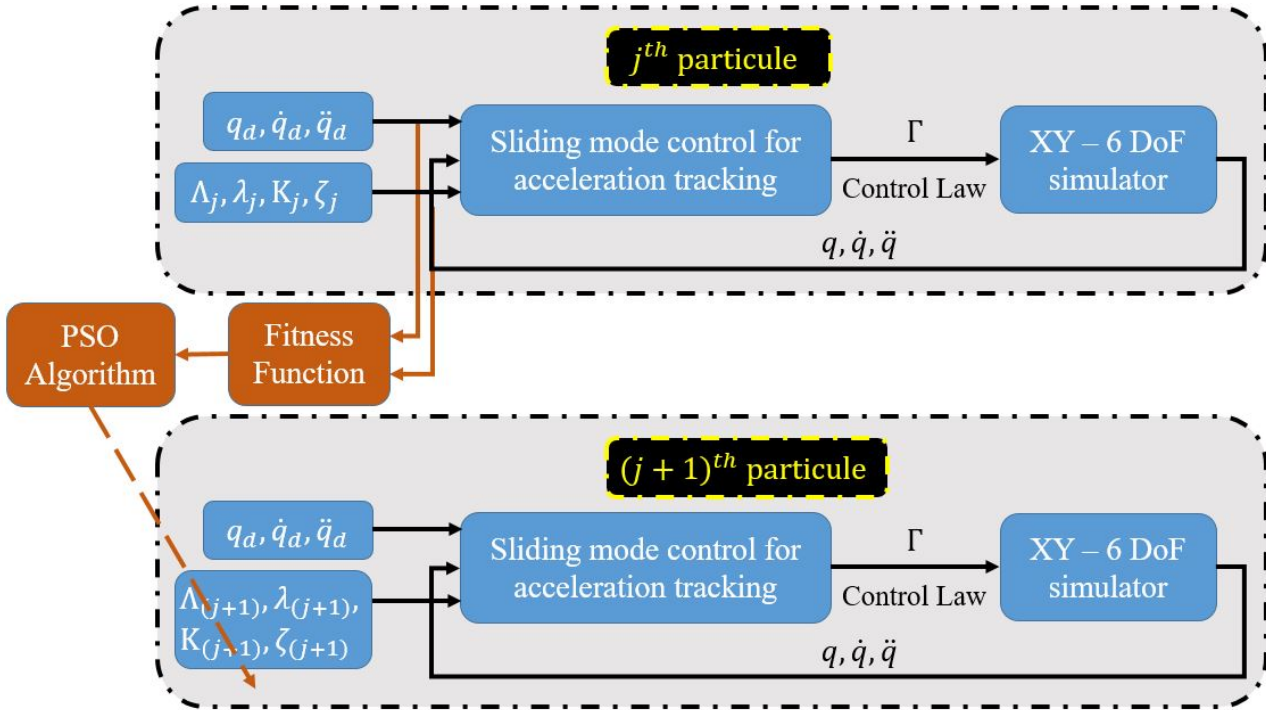 𝑗ᵗʰ particule
q_d, q̇_d, q̈_d
Sliding mode control for
acceleration tracking
Γ
Control Law
XY – 6 DoF
simulator
Λ_j, λ_j, K_j, ζ_j
q, q̇, q̈
PSO
Algorithm
Fitness
Function
(j + 1)ᵗʰ particule
q_d, q̇_d, q̈_d
Sliding mode control for
acceleration tracking
Γ
Control Law
XY – 6 DoF
simulator
Λ_(j+1), λ_(j+1),
K_(j+1), ζ_(j+1)
q, q̇, q̈